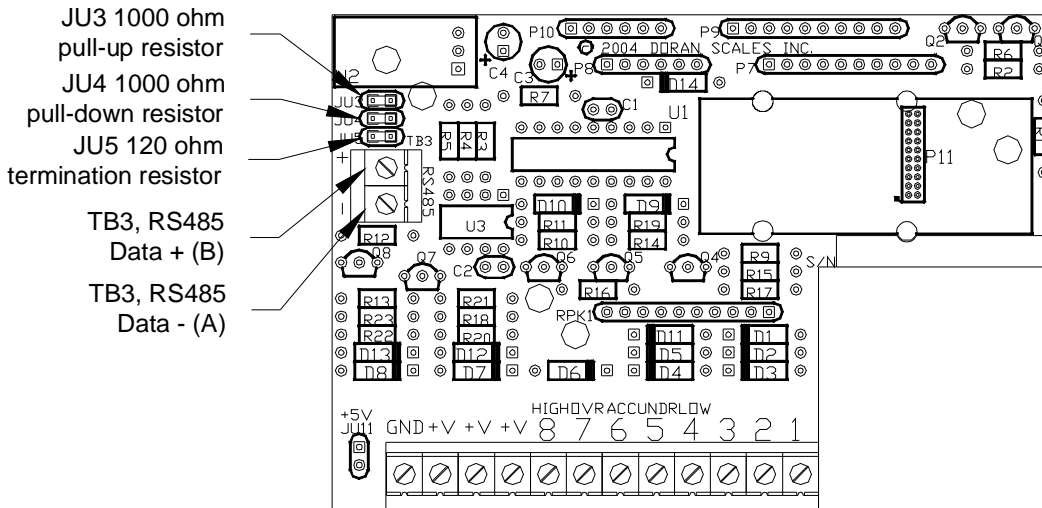 JU3 1000 ohm
pull-up resistor
JU4 1000 ohm
pull-down resistor
JU5 120 ohm
termination resistor
TB3, RS485
Data + (B)
TB3, RS485
Data - (A)
P10
P9
2004 DORAN SCALES INC.
Q2
R6
R2
J2
C4
C3
P8
P7
D14
R7
C1
U1
JU3
JU4
JU5
TB3
R5
R4
R3
P11
+
-
RS485
U3
D10
D9
R11
R19
R10
R14
R12
Q8
Q7
C2
Q6
Q5
Q4
R9
S/N
R15
R16
R17
RPK1
R13
R21
R23
R18
R22
R20
D11
D1
D13
D12
D5
D2
D8
D7
D6
D4
D3
+5V
JU11
HIGHOVRACCUNDRLOW
GND +V +V +V 8 7 6 5 4 3 2 1